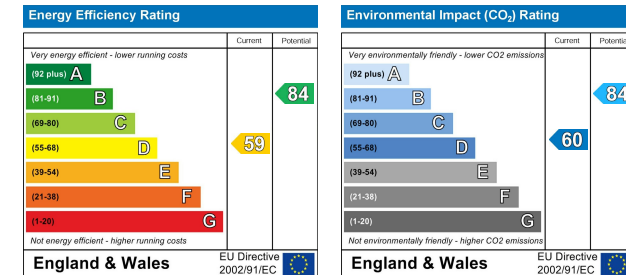 Energy Efficiency Rating
Current Potential
Very energy efficient - lower running costs
(92 plus) A
(81-91) B
84
(69-80) C
(55-68) D
59
(39-54) E
(21-38) F
(1-20) G
Not energy efficient - higher running costs
England & Wales
EU Directive
2002/91/EC
Environmental Impact (CO₂) Rating
Current Potential
Very environmentally friendly - lower CO2 emissions
(92 plus) A
(81-91) B
84
(69-80) C
(55-68) D
60
(39-54) E
(21-38) F
(1-20) G
Not environmentally friendly - higher CO2 emissions
England & Wales
EU Directive
2002/91/EC